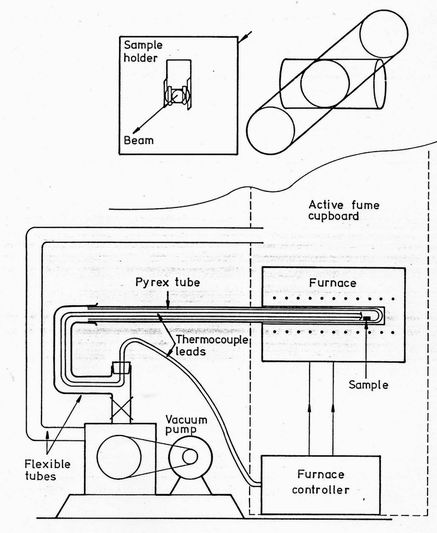 Sample
holder
Beam
Active fume
cupboard
Pyrex tube
Furnace
Thermocouple
leads
Sample
Vacuum
pump
Flexible
tubes
Furnace
controller